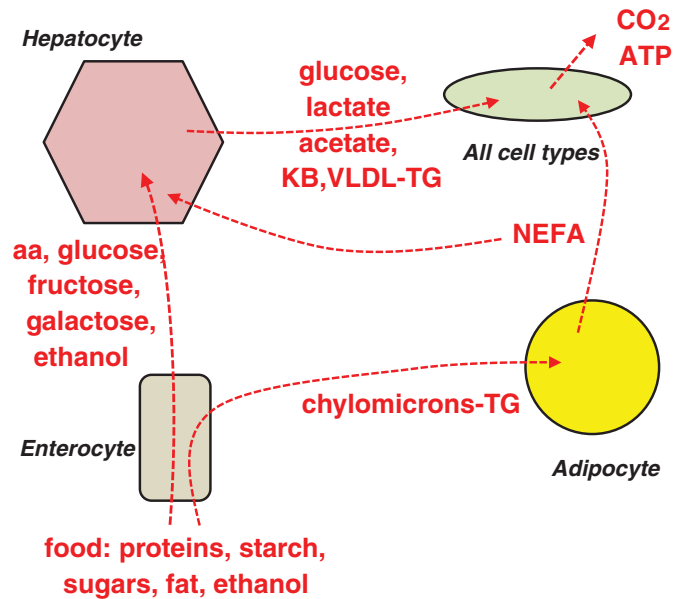 Hepatocyte
CO2
ATP
glucose,
lactate
acetate,
KB,VLDL-TG
All cell types
NEFA
aa, glucose,
fructose,
galactose,
ethanol
chylomicrons-TG
Enterocyte
Adipocyte
food: proteins, starch,
sugars, fat, ethanol